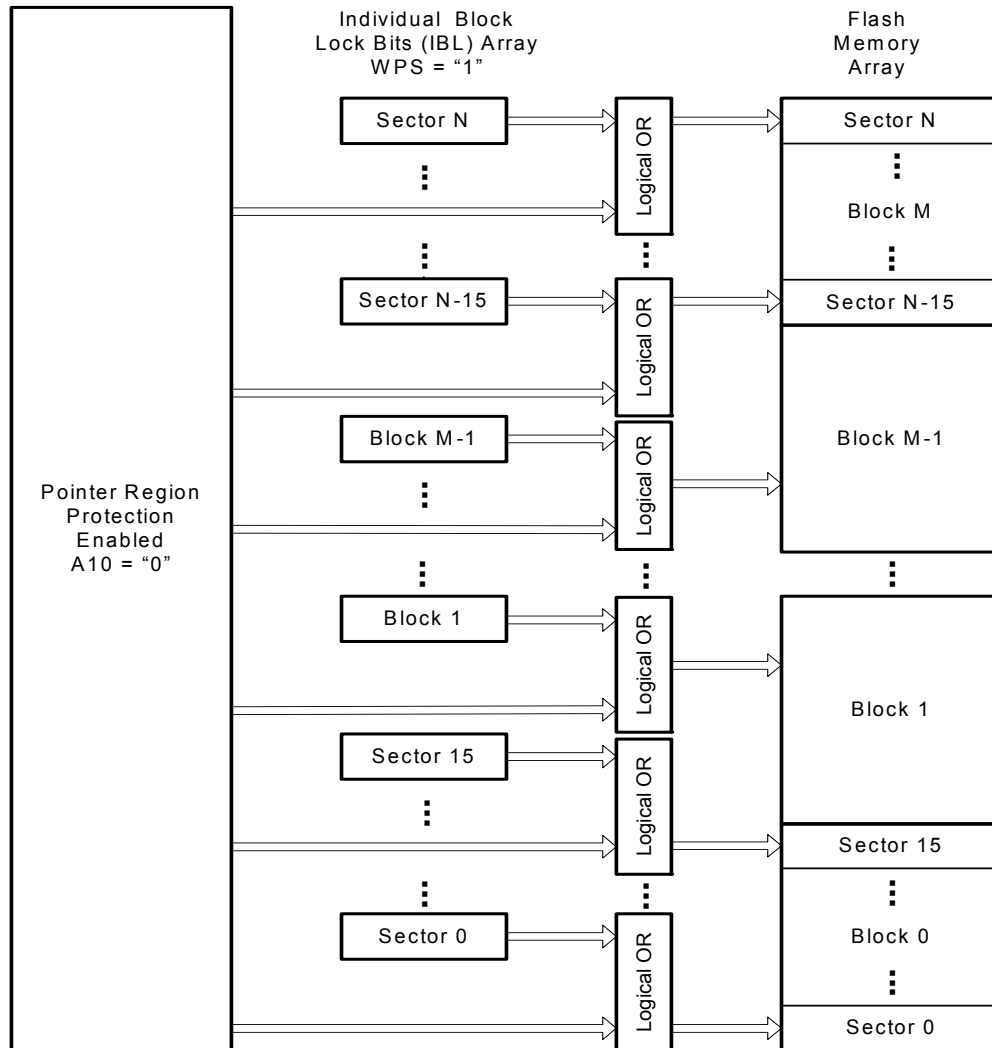 Individual Block
Lock Bits (IBL) Array
WPS = “1”
Flash
Memory
Array
Sector N
Logical OR
Sector N
Block M
Sector N-15
Logical OR
Sector N-15
Block M-1
Logical OR
Block M-1
Pointer Region
Protection
Enabled
A10 = “0”
Block 1
Logical OR
Block 1
Sector 15
Logical OR
Sector 15
Sector 0
Logical OR
Block 0
Sector 0